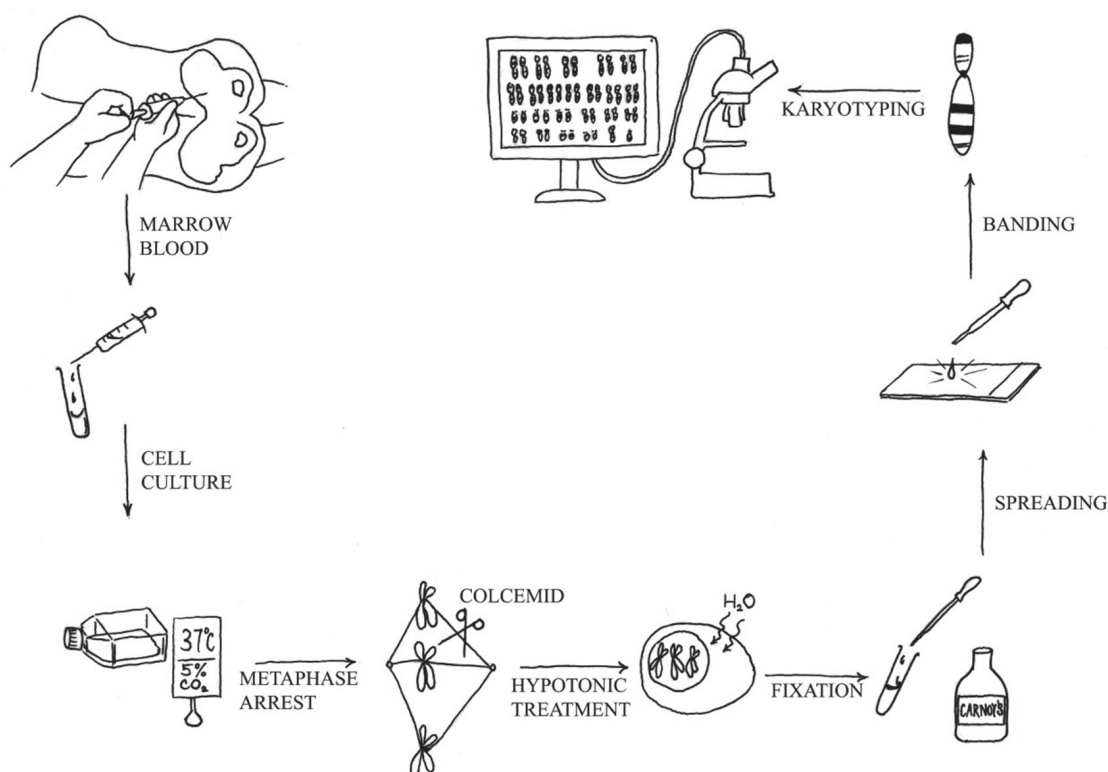 MARROW
BLOOD
CELL
CULTURE
37°C
5%
CO₂
METAPHASE
ARREST
COLCEMID
HYPOTONIC
TREATMENT
H₂O
FIXATION
CARNOY'S
SPREADING
BANDING
KARYOTYPING